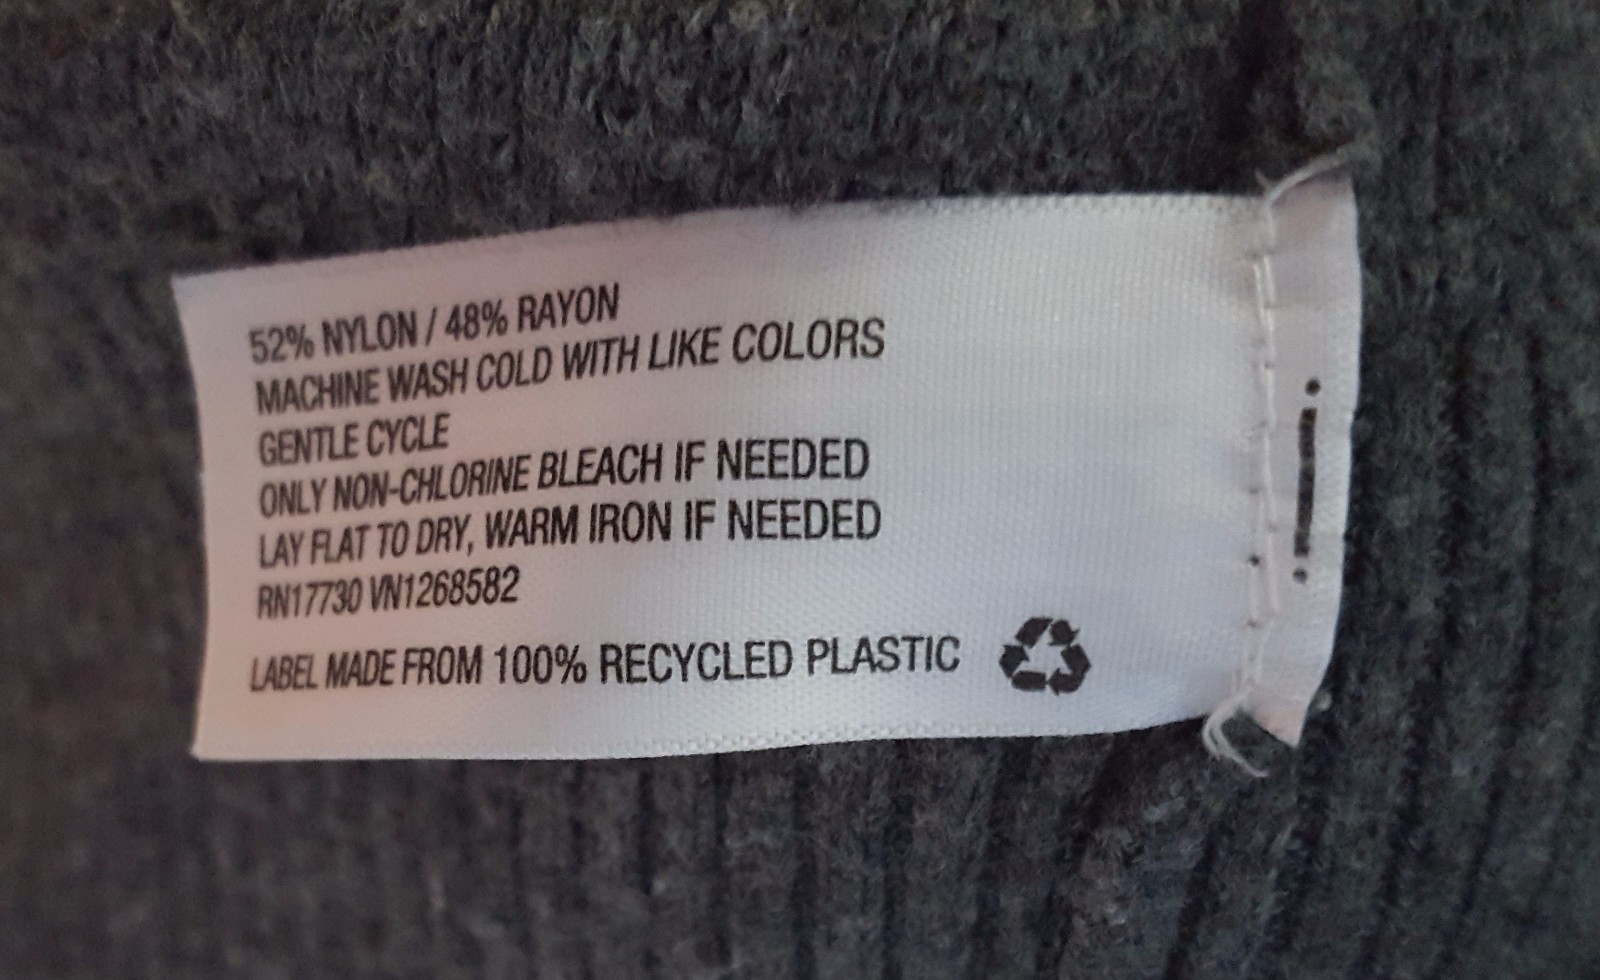 52% NYLON / 48% RAYON
MACHINE WASH COLD WITH LIKE COLORS
GENTLE CYCLE
ONLY NON-CHLORINE BLEACH IF NEEDED
LAY FLAT TO DRY, WARM IRON IF NEEDED
RN17730 VN1268582
LABEL MADE FROM 100% RECYCLED PLASTIC